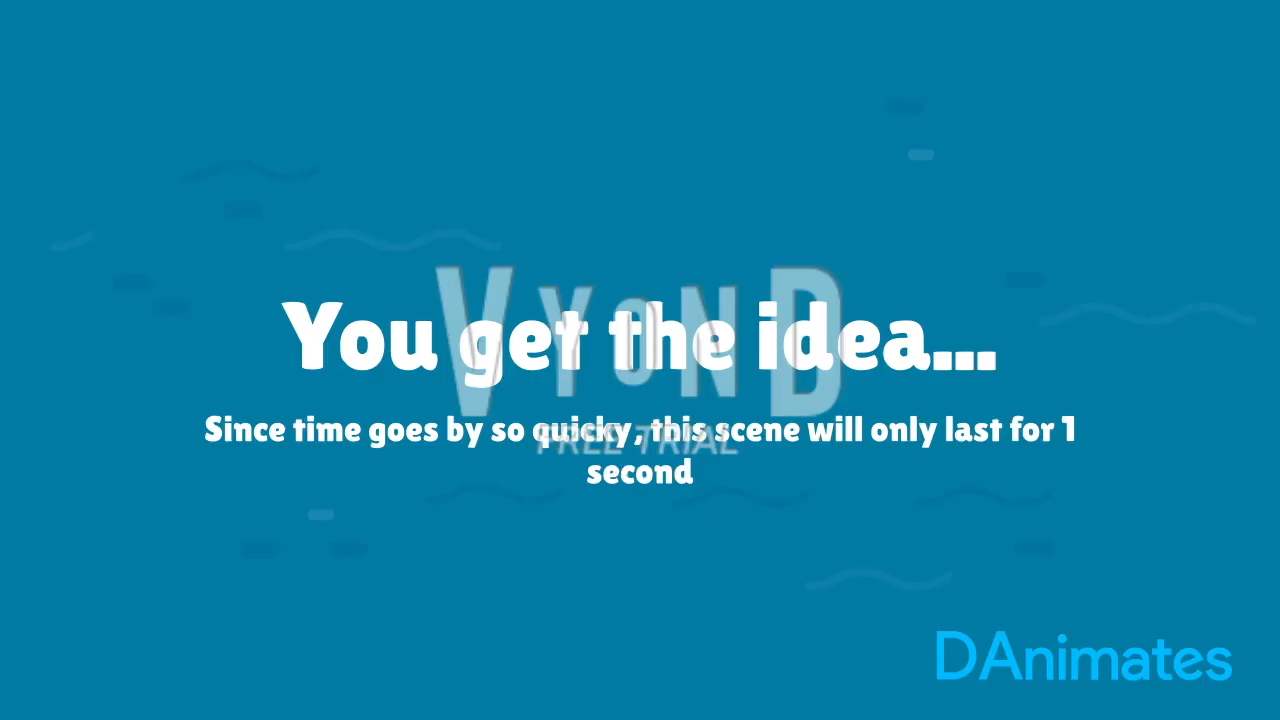 VYOND
You get the idea...
Since time goes by so quicky, this scene will only last for 1
FREE TRIAL
second
DAnimates